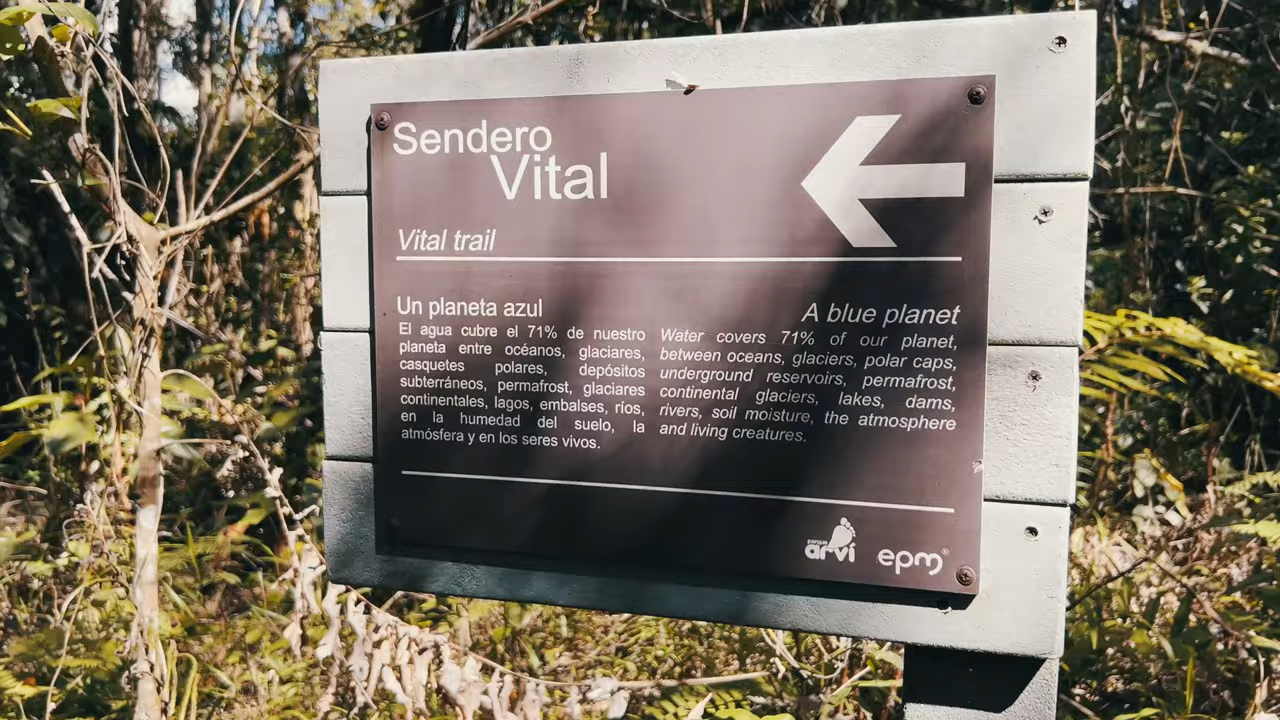 Sendero
Vital
Vital trail
Un planeta azul
El agua cubre el 71% de nuestro
planeta entre océanos, glaciares,
casquetes polares, depósitos
subterráneos, permafrost, glaciares
continentales, lagos, embalses, ríos,
en la humedad del suelo, la
atmósfera y en los seres vivos.
A blue planet
Water covers 71% of our planet,
between oceans, glaciers, polar caps,
underground reservoirs, permafrost,
continental glaciers, lakes, dams,
rivers, soil moisture, the atmosphere
and living creatures.
parque
arví
epm®